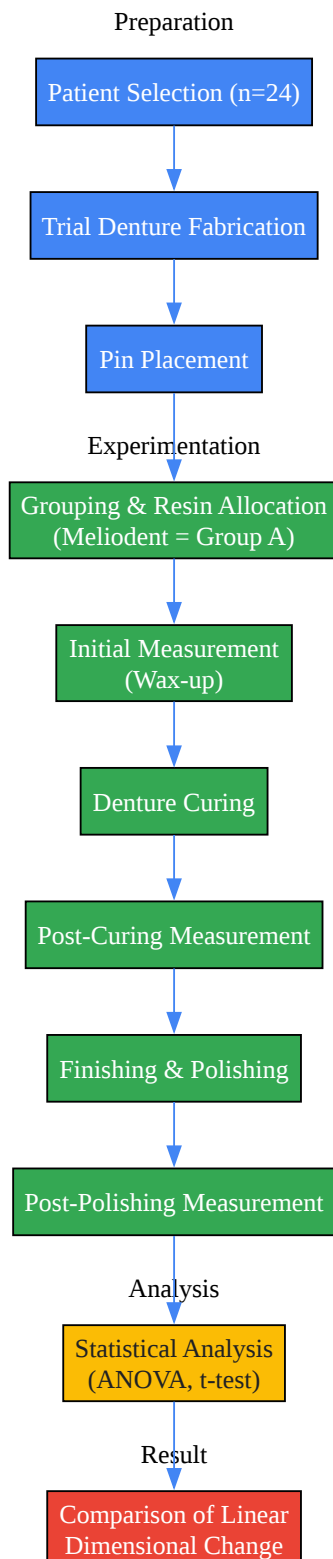 Preparation
Patient Selection (n=24)
Trial Denture Fabrication
Pin Placement
Experimentation
Grouping & Resin Allocation
(Meliodent = Group A)
Initial Measurement
(Wax-up)
Denture Curing
Post-Curing Measurement
Finishing & Polishing
Post-Polishing Measurement
Analysis
Statistical Analysis
(ANOVA, t-test)
Result
Comparison of Linear
Dimensional Change